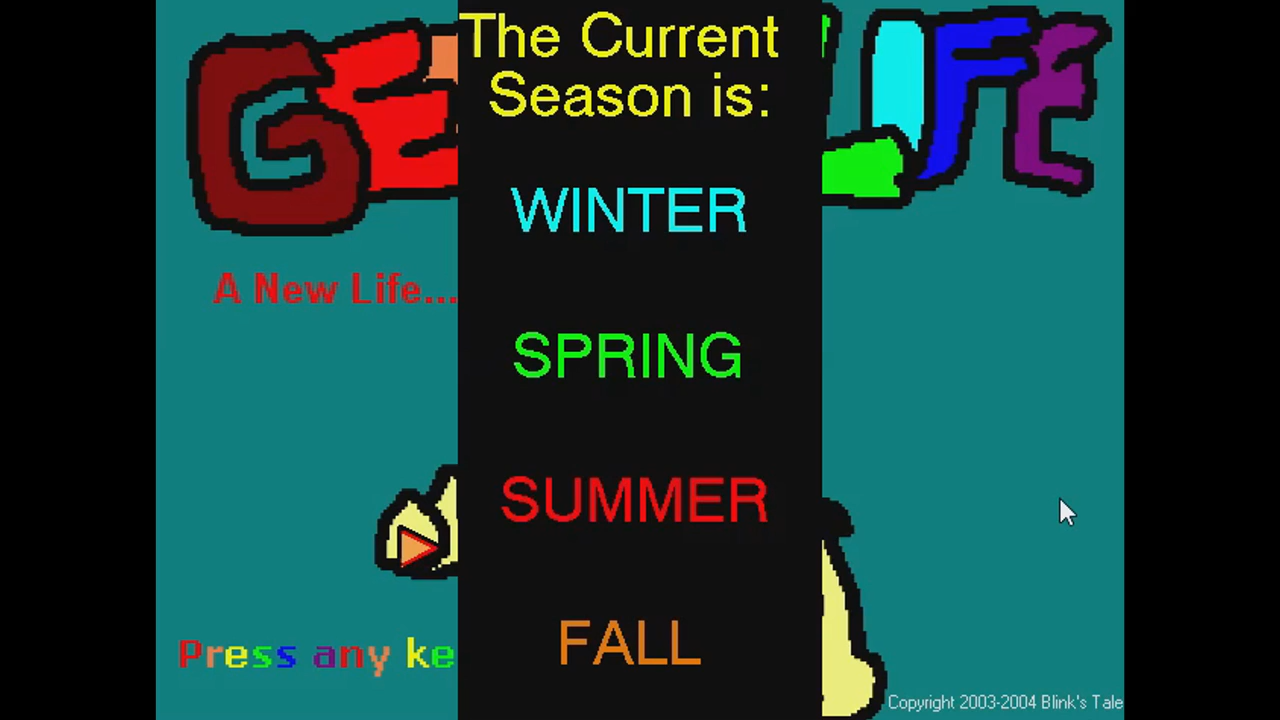 The Current
Season is:
WINTER
SPRING
SUMMER
FALL
A New Life...
Press any ke
Copyright 2003-2004 Blink's Tale